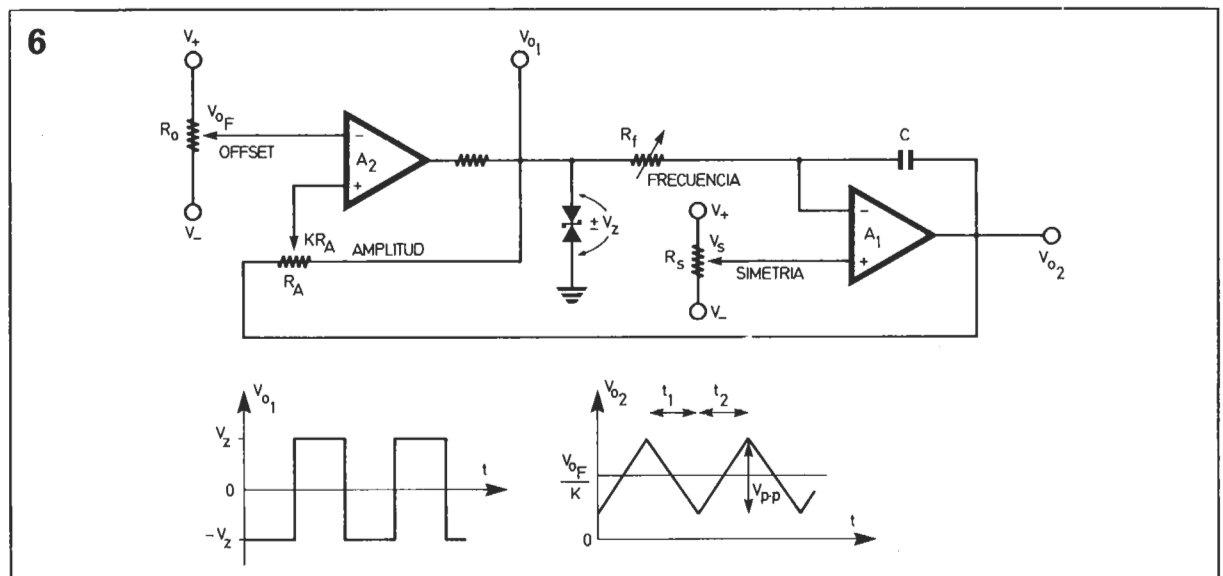 6
V+
Vo1
Ro
VoF
OFFSET
A2
−
+
V−
KRA
AMPLITUD
RA
± Vz
Rf
FRECUENCIA
C
V+
Rs
Vs
SIMETRIA
V−
A1
−
+
Vo2
Vo1
Vz
0
−Vz
t
Vo2
t1
t2
VoF
K
Vp-p
0
t